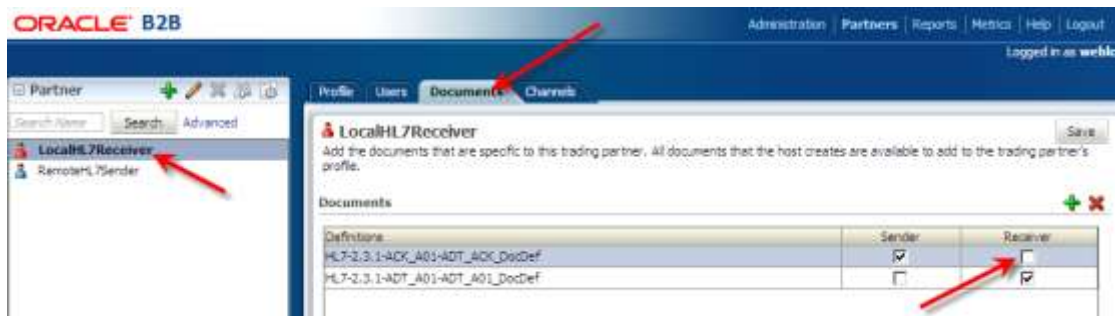 ORACLE B2B
Administration | Partners | Reports | Metrics | Help | Logout
Logged in as weblo
Partner
Profile Users Documents Channels
Search Name Search Advanced
LocalHL7Receiver
RemoteHL7Sender
LocalHL7Receiver
Save
Add the documents that are specific to this trading partner. All documents that the host creates are available to add to the trading partner's
profile.
Documents
Definitions Sender Receiver
HL7-2.3.1-ACK_A01-ADT_ACK_DocDef
HL7-2.3.1-ADT_A01-ADT_A01_DocDef